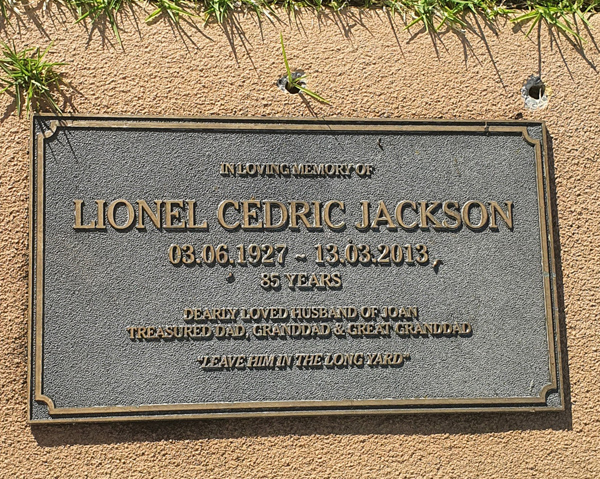 IN LOVING MEMORY OF
LIONEL CEDRIC JACKSON
03.06.1927 ~ 13.03.2013
85 YEARS
DEARLY LOVED HUSBAND OF JOAN
TREASURED DAD, GRANDDAD & GREAT GRANDDAD
"LEAVE HIM IN THE LONG YARD"